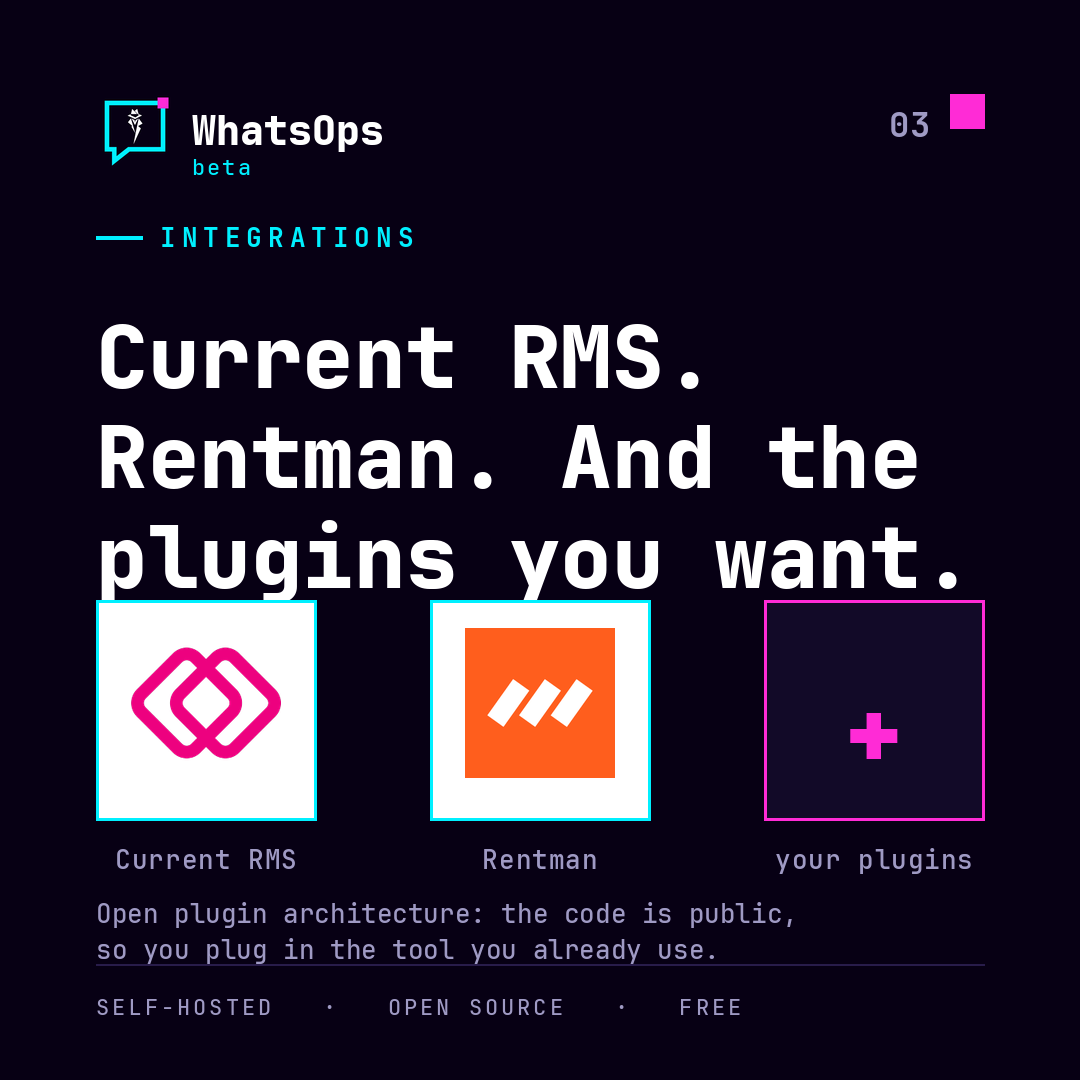 WhatsOps
beta
03
INTEGRATIONS
Current RMS.
Rentman. And the
plugins you want.
Current RMS
Rentman
your plugins
Open plugin architecture: the code is public,
so you plug in the tool you already use.
SELF-HOSTED · OPEN SOURCE · FREE